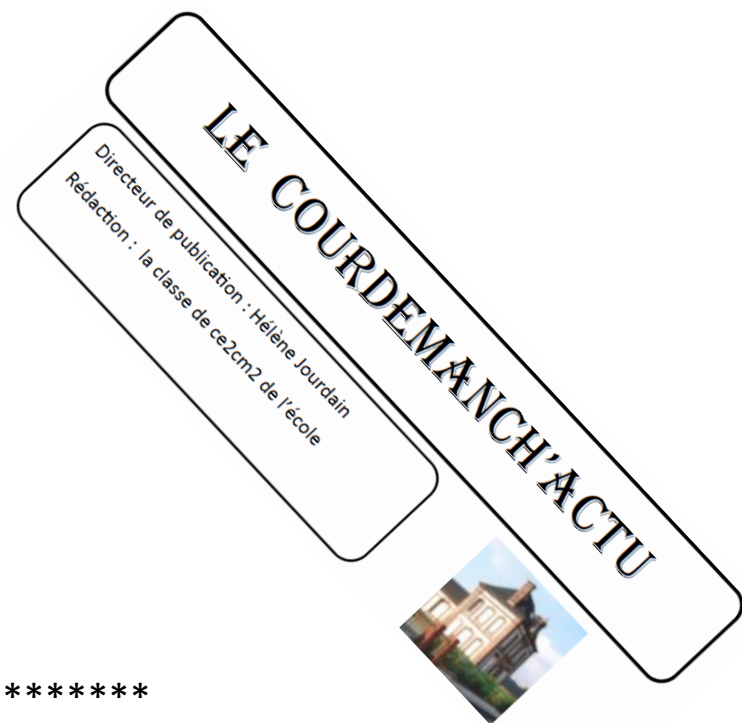 LE COURDEMANCH'ACTU
Directeur de publication : Hélène Jourdain
Rédaction : la classe de ce2cm2 de l'école
*******